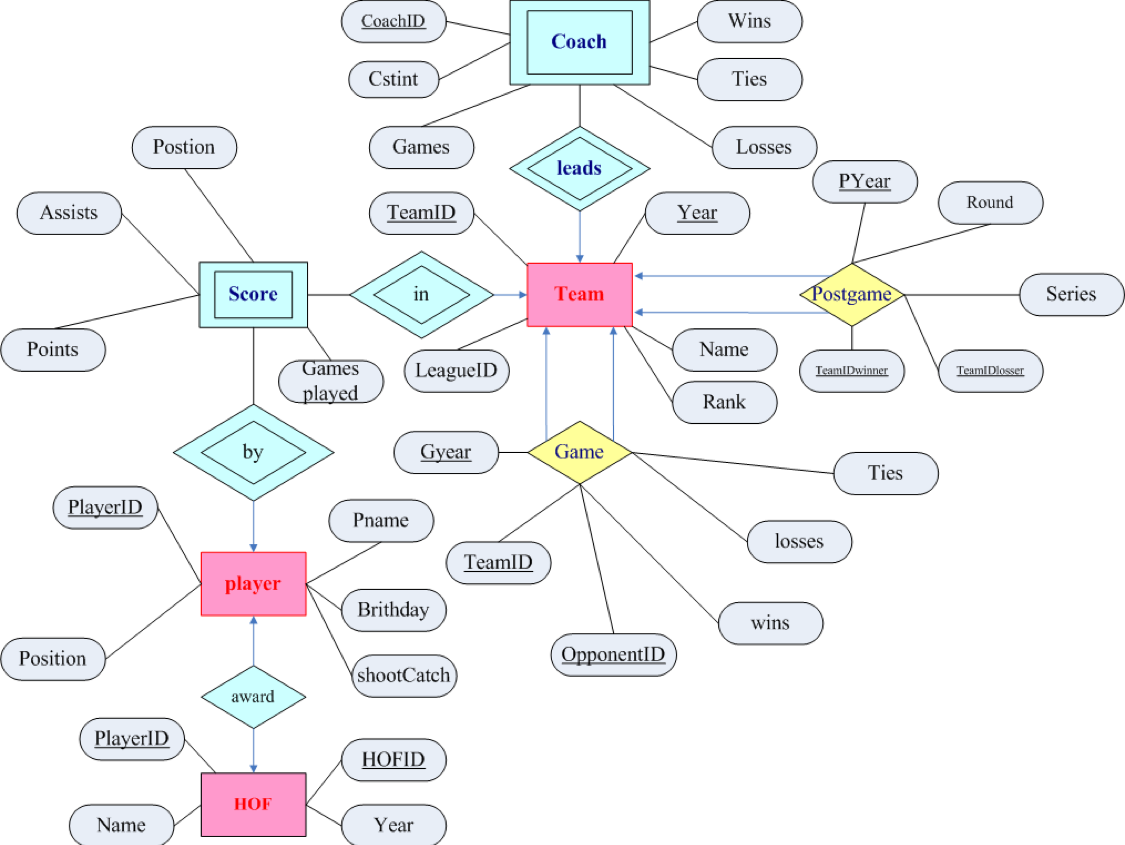 CoachID
Coach
Wins
Cstint
Ties
Postion
Games
Losses
leads
PYear
Assists
TeamID
Year
Round
Score
in
Team
Postgame
Series
Points
Games
played
LeagueID
Name
TeamIDwinner
TeamIDlosser
Rank
by
Gyear
Game
Ties
PlayerID
Pname
losses
TeamID
player
Brithday
wins
Position
shootCatch
OpponentID
award
PlayerID
HOFID
HOF
Name
Year